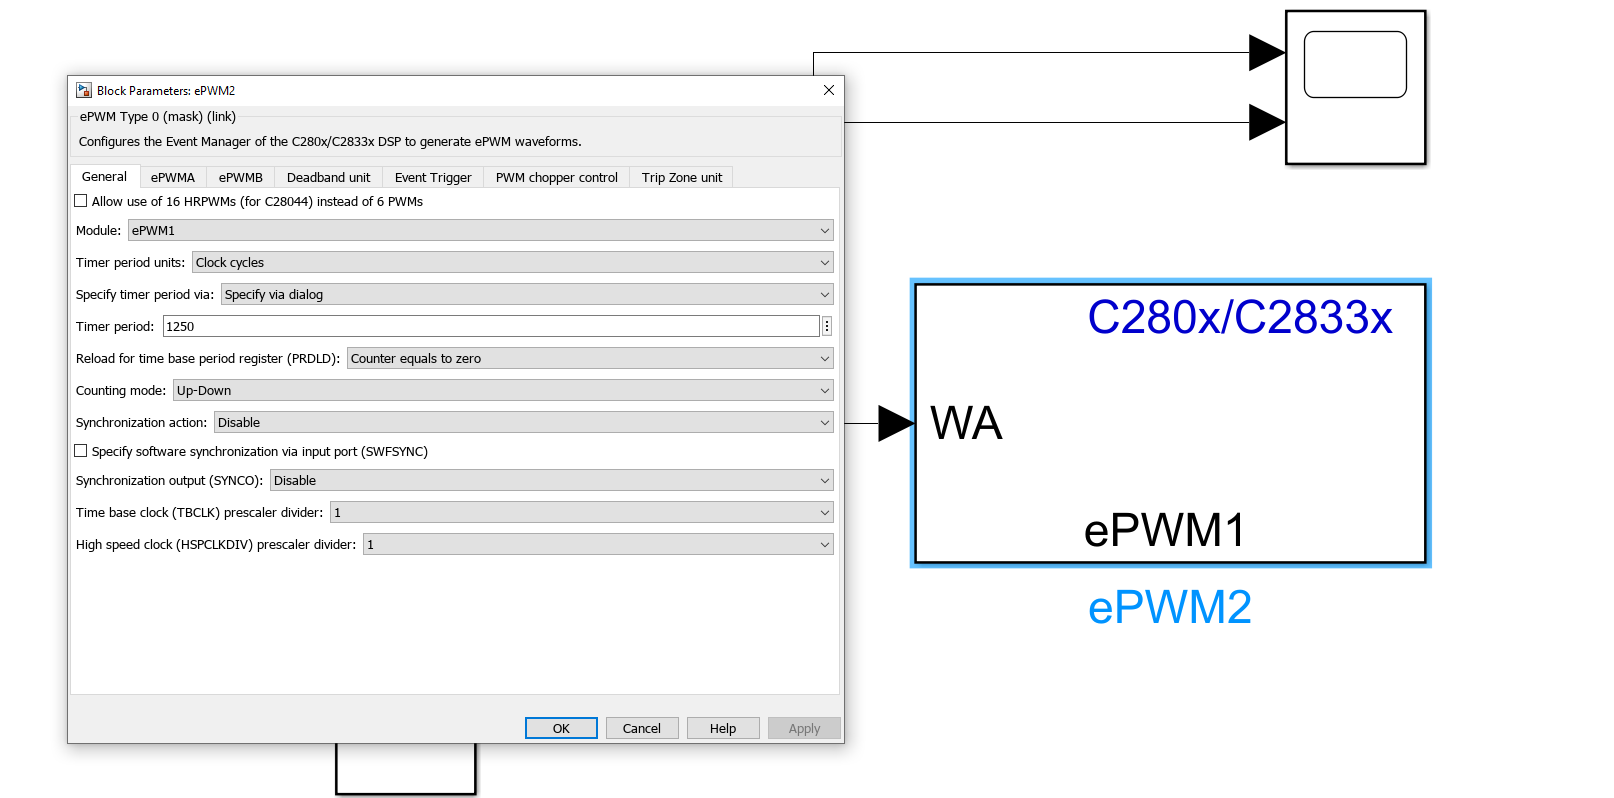 Block Parameters: ePWM2
ePWM Type 0 (mask) (link)
Configures the Event Manager of the C280x/C2833x DSP to generate ePWM waveforms.
General ePWMA ePWMB Deadband unit Event Trigger PWM chopper control Trip Zone unit
Allow use of 16 HRPWMs (for C28044) instead of 6 PWMs
Module: ePWM1
Timer period units: Clock cycles
Specify timer period via: Specify via dialog
Timer period: 1250
Reload for time base period register (PRDLD): Counter equals to zero
Counting mode: Up-Down
Synchronization action: Disable
Specify software synchronization via input port (SWFSYNC)
Synchronization output (SYNCO): Disable
Time base clock (TBCLK) prescaler divider: 1
High speed clock (HSPCLKDIV) prescaler divider: 1
OK Cancel Help Apply
C280x/C2833x
WA
ePWM1
ePWM2